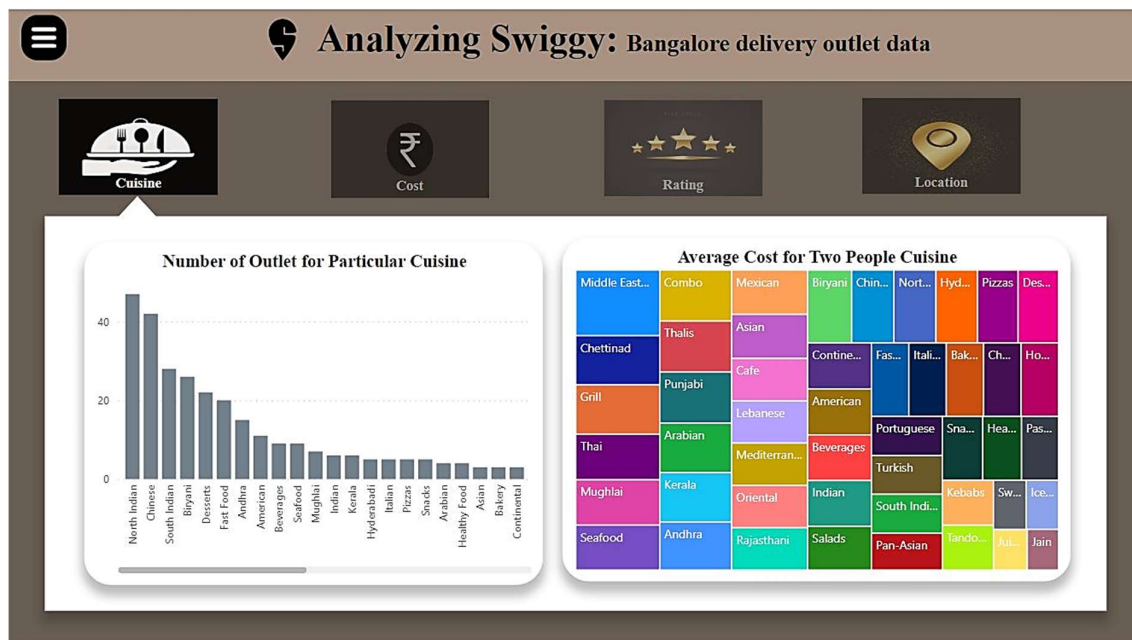 Analyzing Swiggy: Bangalore delivery outlet data
Cuisine
Cost
Rating
Location
Number of Outlet for Particular Cuisine
40
20
0
North Indian
Chinese
South Indian
Biryani
Desserts
Fast Food
Andhra
American
Beverages
Seafood
Mughlai
Indian
Kerala
Hyderabadi
Italian
Pizzas
Snacks
Arabian
Healthy Food
Asian
Bakery
Continental
Average Cost for Two People Cuisine
Middle East...
Chettinad
Grill
Thai
Mughlai
Seafood
Combo
Thalis
Punjabi
Arabian
Kerala
Andhra
Mexican
Asian
Cafe
Lebanese
Mediterran...
Oriental
Rajasthani
Biryani
Chin...
Nort...
Hyd...
Pizzas
Des...
Contine...
American
Beverages
Indian
Salads
Fas...
Itali...
Bak...
Ch...
Ho...
Portuguese
Turkish
South Indi...
Pan-Asian
Sna...
Hea...
Pas...
Kebabs
Tando...
Sw...
Ice...
Jui...
Jain